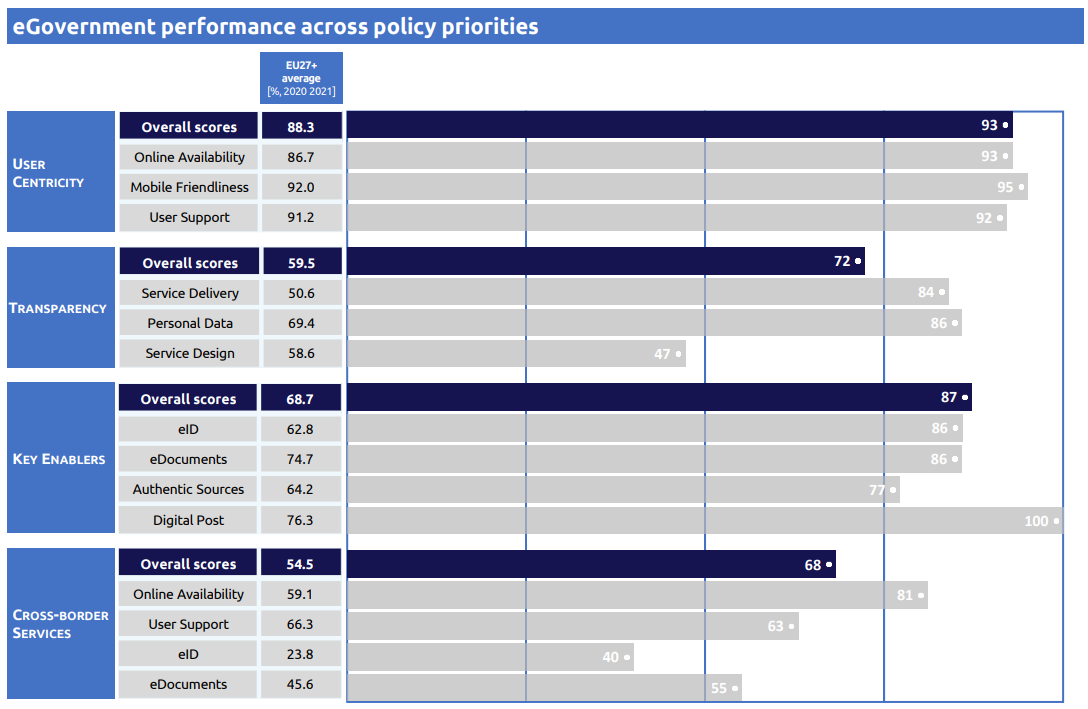 eGovernment performance across policy priorities
EU27+
average
[%, 2020 2021]
USER
CENTRICITY
Overall scores 88.3 93
Online Availability 86.7 93
Mobile Friendliness 92.0 95
User Support 91.2 92
TRANSPARENCY
Overall scores 59.5 72
Service Delivery 50.6 84
Personal Data 69.4 86
Service Design 58.6 47
KEY ENABLERS
Overall scores 68.7 87
eID 62.8 86
eDocuments 74.7 86
Authentic Sources 64.2 77
Digital Post 76.3 100
CROSS-BORDER
SERVICES
Overall scores 54.5 68
Online Availability 59.1 81
User Support 66.3 63
eID 23.8 40
eDocuments 45.6 55